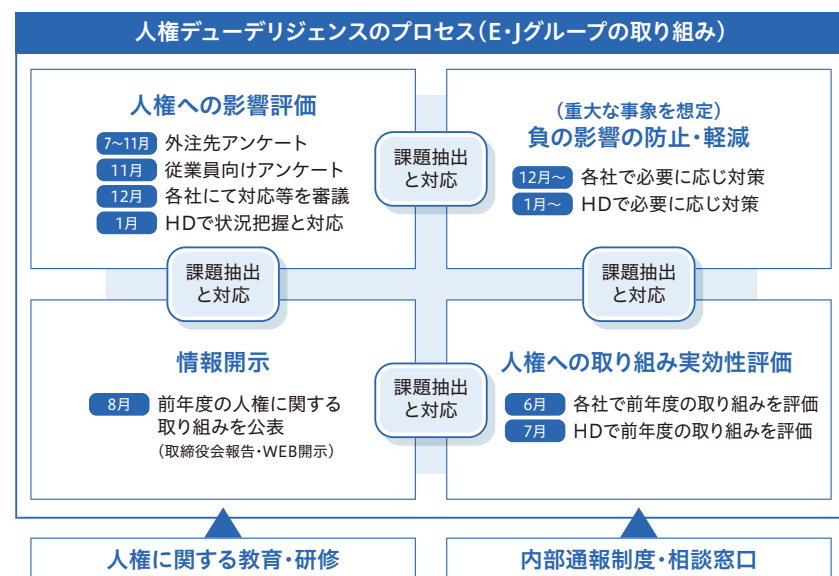 人権デューデリジェンスのプロセス(E・Jグループの取り組み)
人権への影響評価
7~11月 外注先アンケート
11月 従業員向けアンケート
12月 各社にて対応等を審議
1月 HDで状況把握と対応
課題抽出
と対応
(重大な事象を想定)
負の影響の防止・軽減
12月~ 各社で必要に応じ対策
1月~ HDで必要に応じ対策
課題抽出
と対応
課題抽出
と対応
情報開示
8月 前年度の人権に関する
取り組みを公表
(取締役会報告・WEB開示)
課題抽出
と対応
人権への取り組み実効性評価
6月 各社で前年度の取り組みを評価
7月 HDで前年度の取り組みを評価
人権に関する教育・研修
内部通報制度・相談窓口